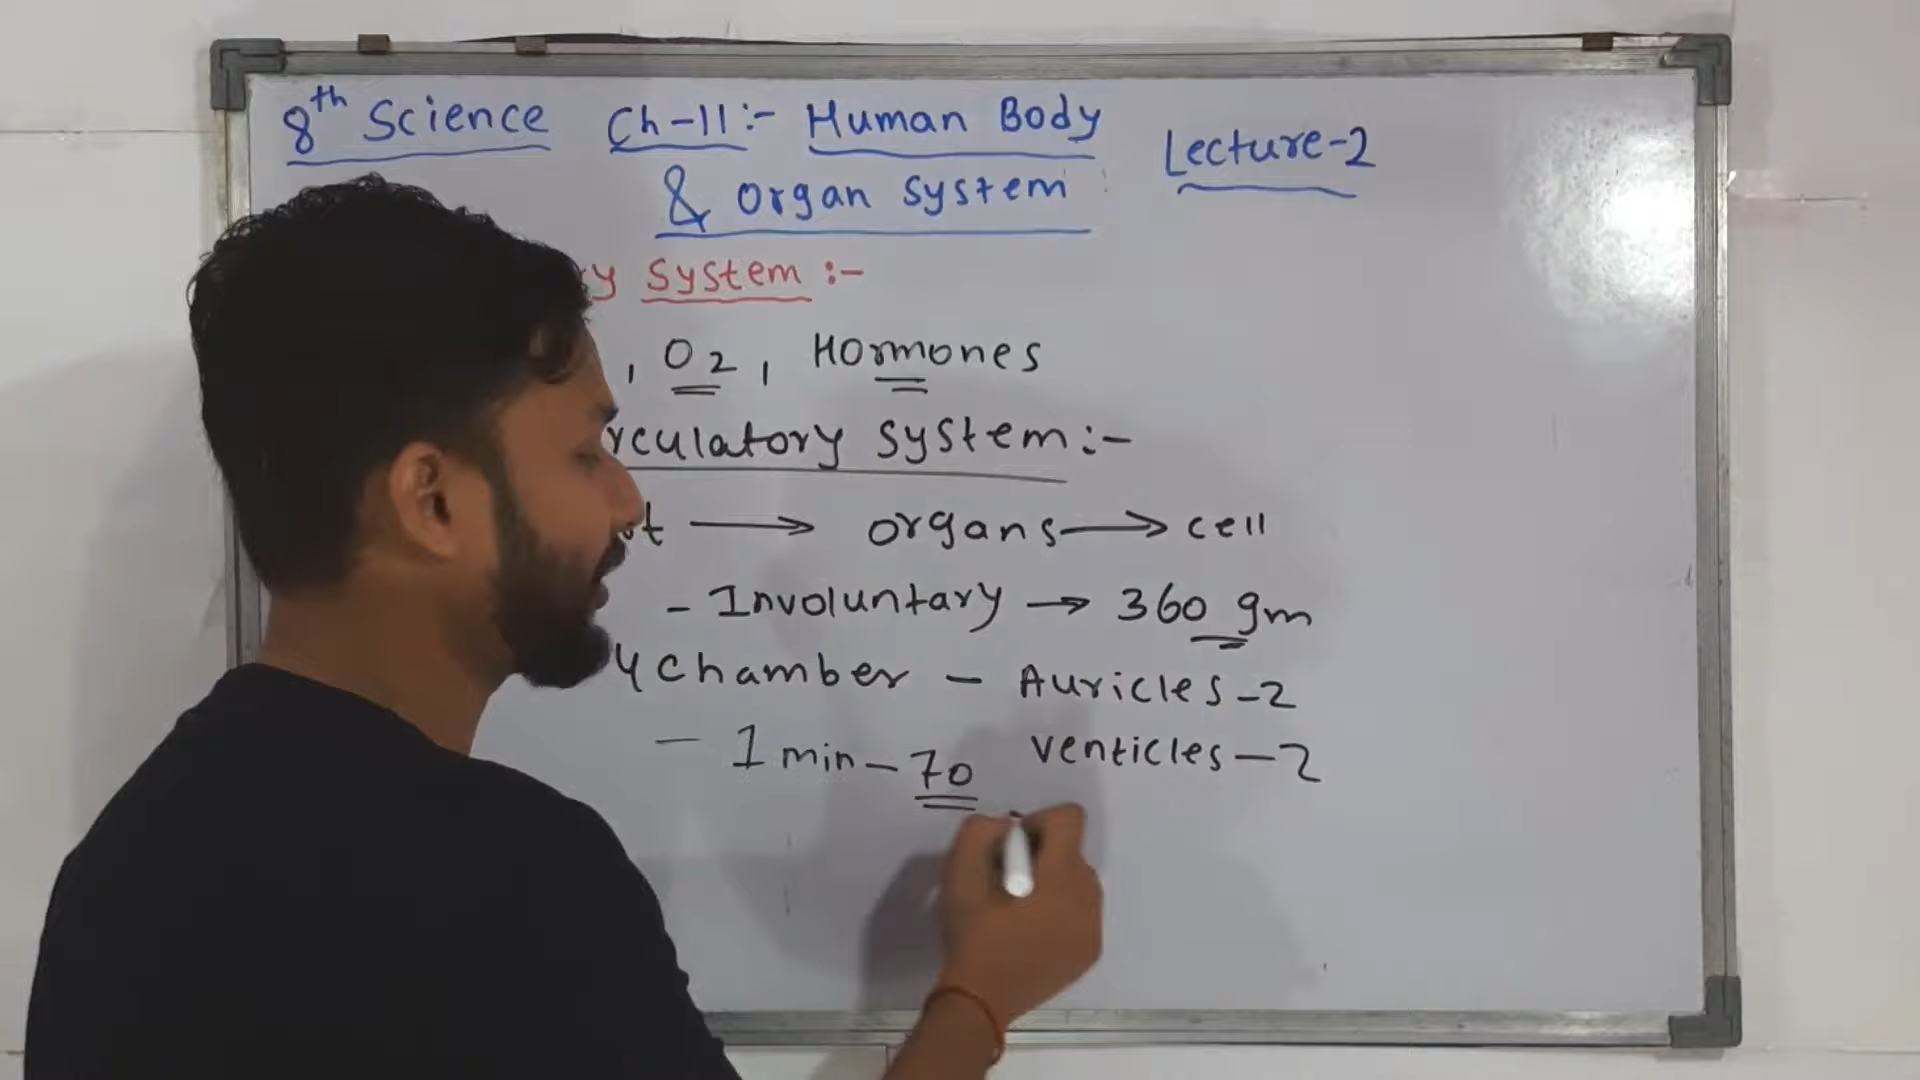 8th Science Ch-11:- Human Body Lecture-2
& organ system
y System :-
, O2, Hormones
rculatory system:-
→ organs → cell
- Involuntary → 360 gm
4 chamber - Auricles-2
- 1 min - 70 venticles-2